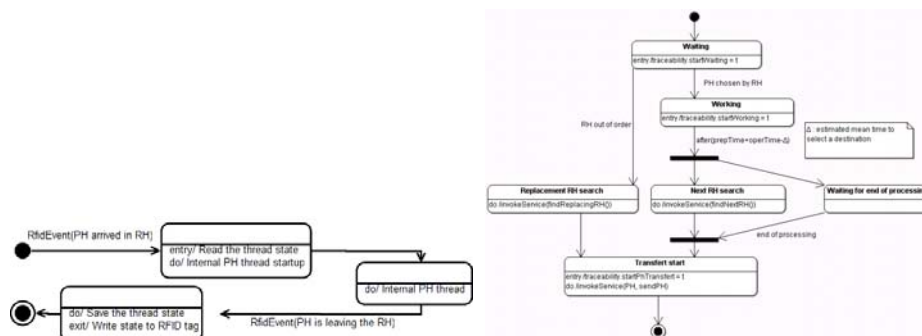 RfidEvent(PH arrived in RH)
entry/ Read the thread state
do/ Internal PH thread startup
do/ Internal PH thread
RfidEvent(PH is leaving the RH)
do/ Save the thread state
exit/ Write state to RFID tag
Waiting
entry /traceability.startWaiting = t
PH chosen by RH
Working
entry /traceability.startWorking = t
RH out of order
after(prepTime+operTime-Δ)
Δ : estimated mean time to
select a destination.
Replacement RH search
do /invokeService(findReplacingRH())
Next RH search
do /invokeService(findNextRH())
Waiting for end of processing
end of processing
Transfert start
entry /traceability.startPhTransfert = t
do /invokeService(PH, sendPH)